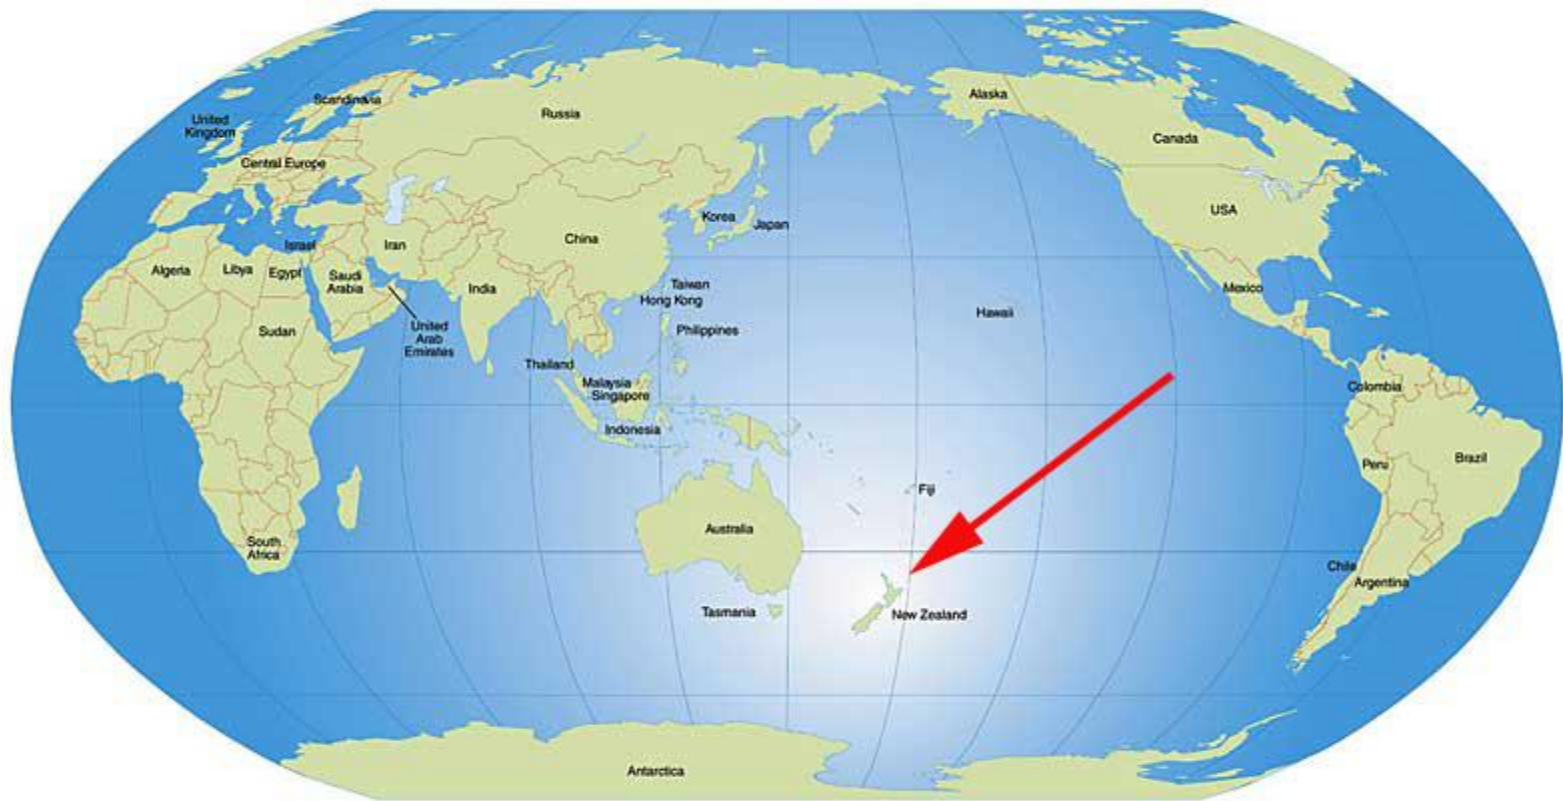 Scandinavia
Alaska
Russia
United
Kingdom
Canada
Central Europe
USA
Korea
Japan
China
Israel
Iran
Algeria
Libya
Egypt
Saudi
Arabia
India
Taiwan
Hong Kong
Mexico
Hawaii
Sudan
United
Arab
Emirates
Philippines
Thailand
Malaysia
Singapore
Colombia
Indonesia
Brazil
Peru
Fiji
Australia
South
Africa
Chile
Argentina
Tasmania
New Zealand
Antarctica